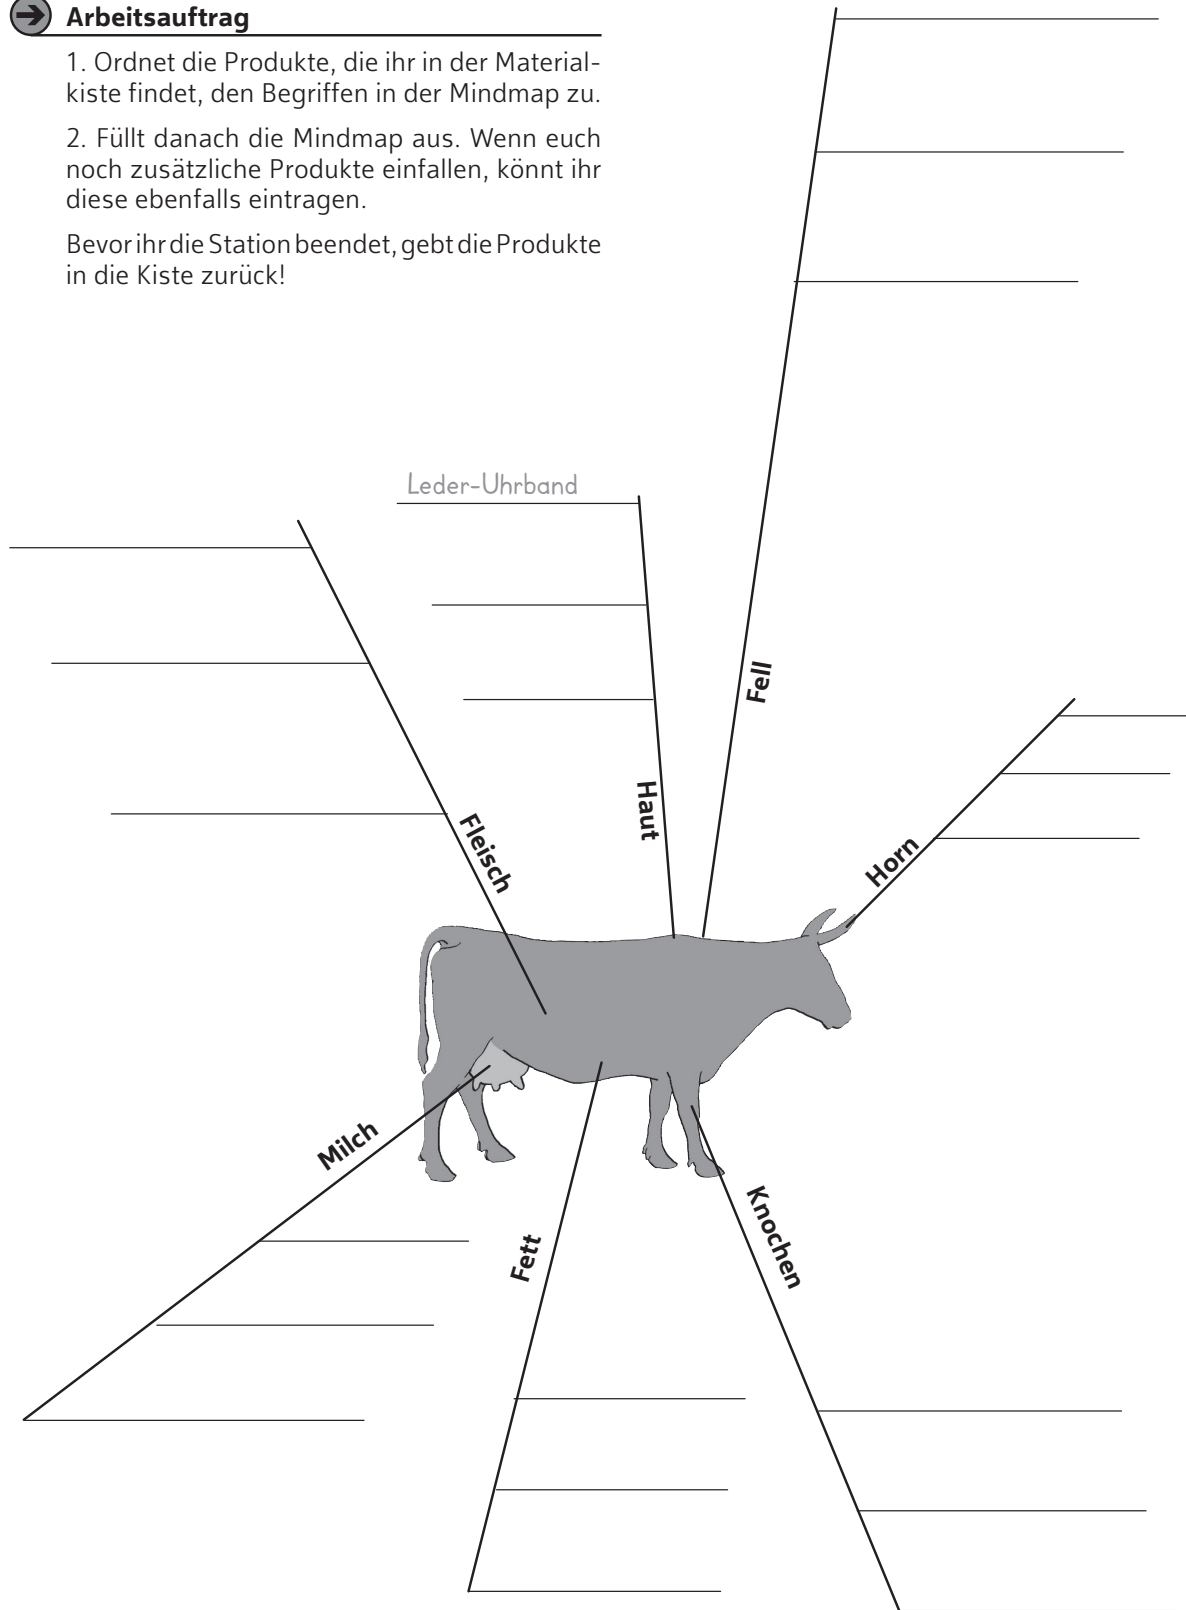 Arbeitsauftrag
1. Ordnet die Produkte, die ihr in der Material-
kiste findet, den Begriffen in der Mindmap zu.
2. Füllt danach die Mindmap aus. Wenn euch
noch zusätzliche Produkte einfallen, könnt ihr
diese ebenfalls eintragen.
Bevor ihr die Station beendet, gebt die Produkte
in die Kiste zurück!
Leder-Uhrband
Fell
Haut
Fleisch
Horn
Milch
Fett
Knochen